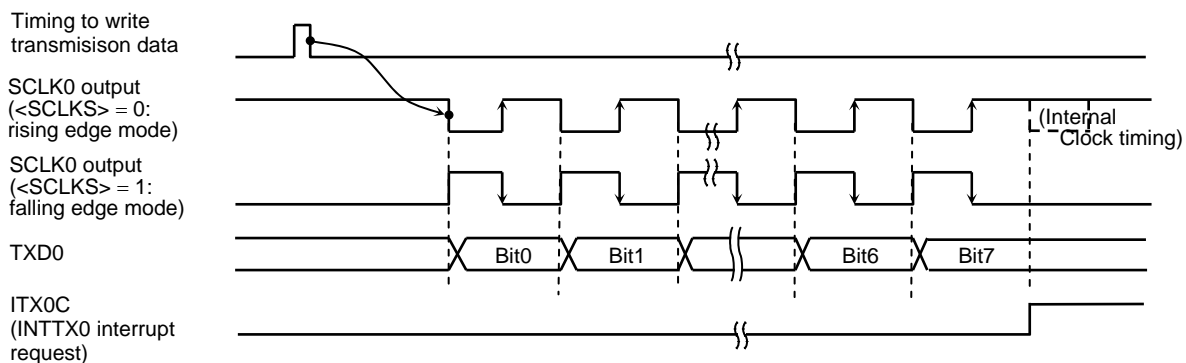 Timing to write
transmisison data
SCLK0 output
(<SCLKS> = 0:
rising edge mode)
(Internal
Clock timing)
SCLK0 output
(<SCLKS> = 1:
falling edge mode)
TXD0
Bit0
Bit1
Bit6
Bit7
ITX0C
(INTTX0 interrupt
request)